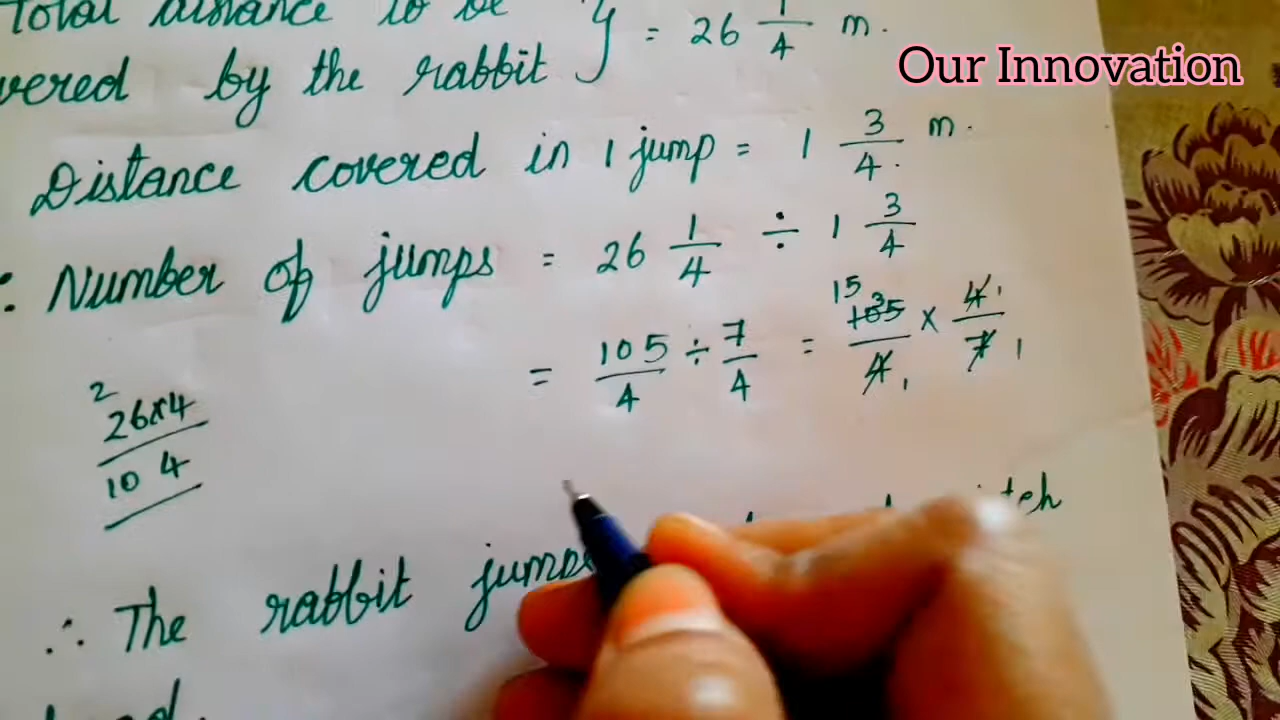 Total distance to be } = 26 1/4 m.
vered by the rabbit
Our Innovation
Distance covered in 1 jump = 1 3/4 m.
∴ Number of jumps = 26 1/4 ÷ 1 3/4
= 105/4 ÷ 7/4 = 15 105/4 1 × 4 1/7 1
2
26×4
104
∴ The rabbit jumps